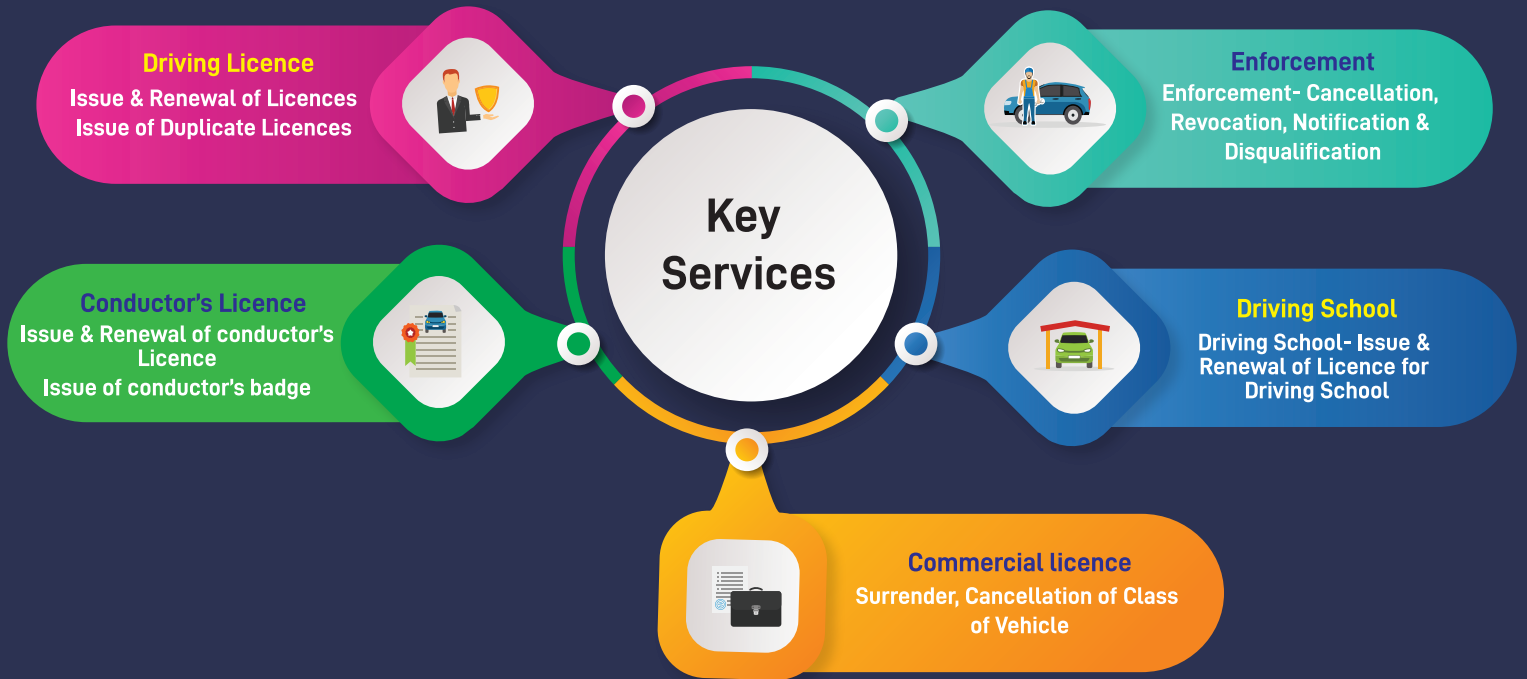 Driving Licence
Issue & Renewal of Licences
Issue of Duplicate Licences
Enforcement
Enforcement- Cancellation,
Revocation, Notification &
Disqualification
Key
Services
Conductor's Licence
Issue & Renewal of conductor's
Licence
Issue of conductor's badge
Driving School
Driving School- Issue &
Renewal of Licence for
Driving School
Commercial licence
Surrender, Cancellation of Class
of Vehicle